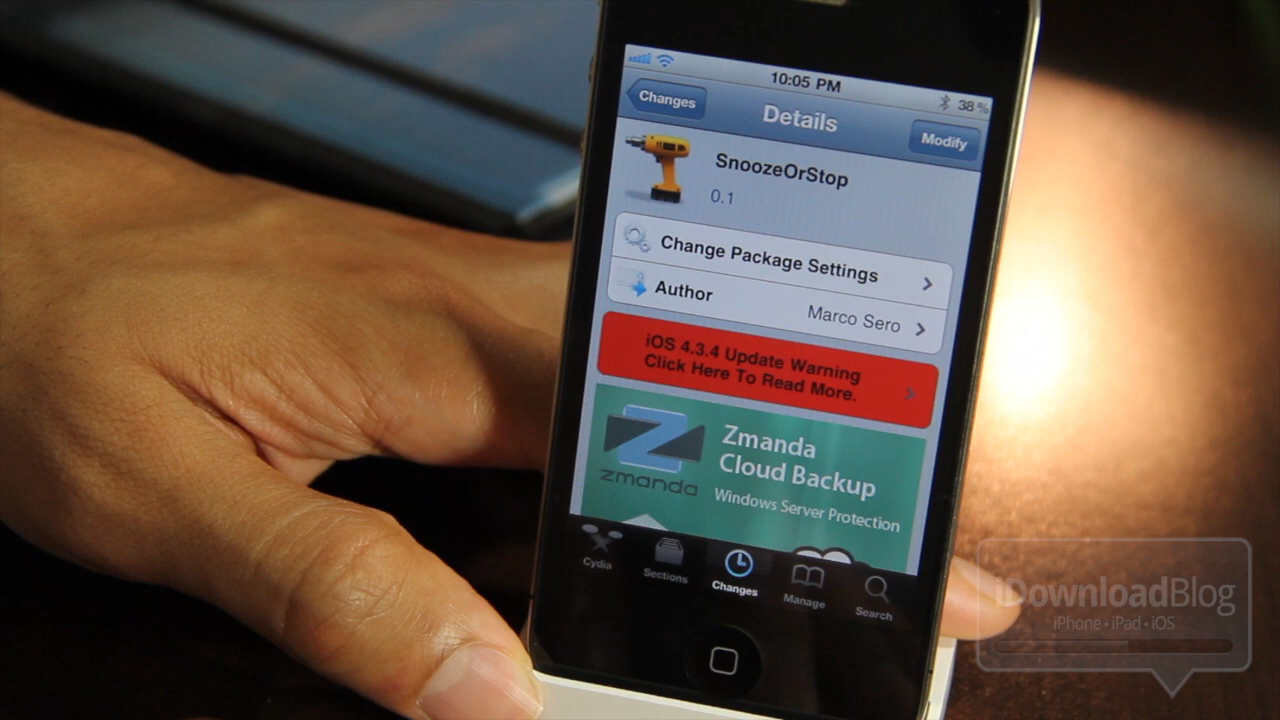 10:05 PM
38%
Changes
Details
Modify
SnoozeOrStop
0.1
Change Package Settings
Author
Marco Sero
iOS 4.3.4 Update Warning
Click Here To Read More.
Zmanda
Cloud Backup
zmanda
Windows Server Protection
Cydia
Sections
Changes
Manage
Search
iDownloadBlog
iPhone • iPad • iOS